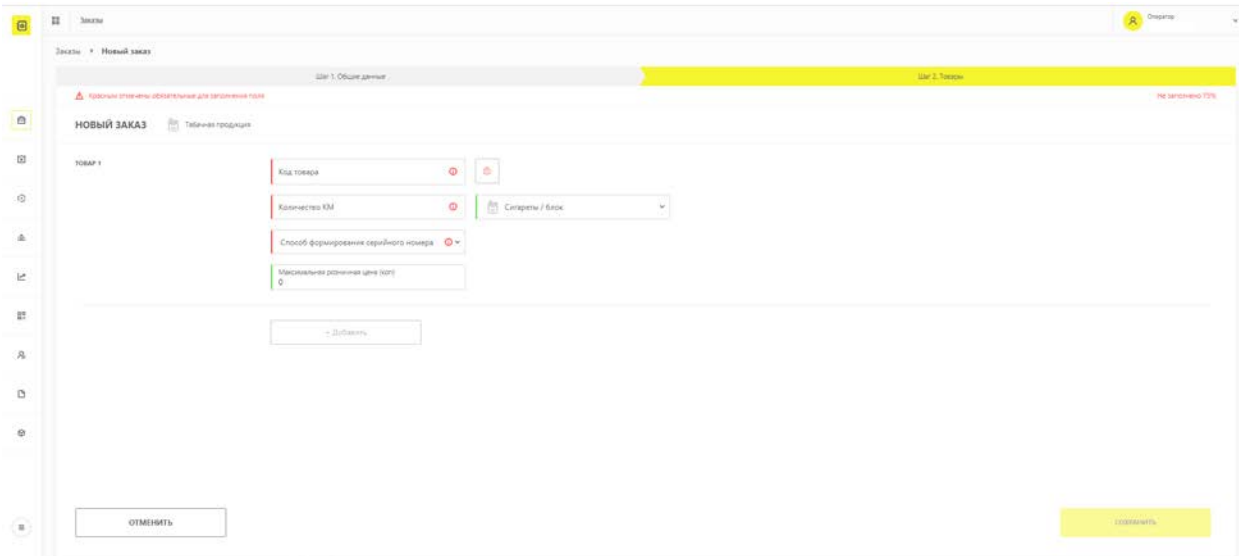 Заказы
Оператор
Заказы Новый заказ
Шаг 1. Общие данные
Шаг 2. Товары
Красным отмечены обязательные для заполнения поля
Не заполнено 75%
НОВЫЙ ЗАКАЗ
Табачная продукция
ТОВАР 1
Код товара
Количество КМ
Сигареты / блок
Способ формирования серийного номера
Максимальная розничная цена (коп)
0
+ Добавить
ОТМЕНИТЬ
СОХРАНИТЬ